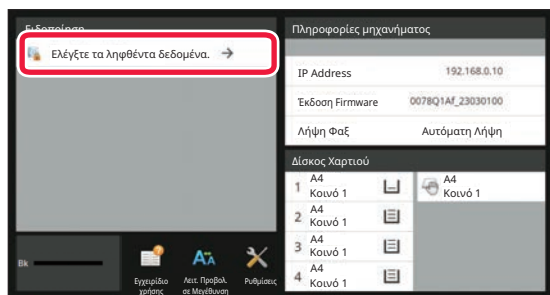 Ειδοποίηση
Ελέγξτε τα ληφθέντα δεδομένα. →
Πληροφορίες μηχανήματος
IP Address 192.168.0.10
Έκδοση Firmware 0078Q1Af_23030100
Λήψη Φαξ Αυτόματη Λήψη
Δίσκος Χαρτιού
1 A4
Κοινό 1
A4
Κοινό 1
2 A4
Κοινό 1
3 A4
Κοινό 1
4 A4
Κοινό 1
Bk
Εγχειρίδιο
χρήσης
Λειτ. Προβολ.
σε Μεγέθυνση
Ρυθμίσεις